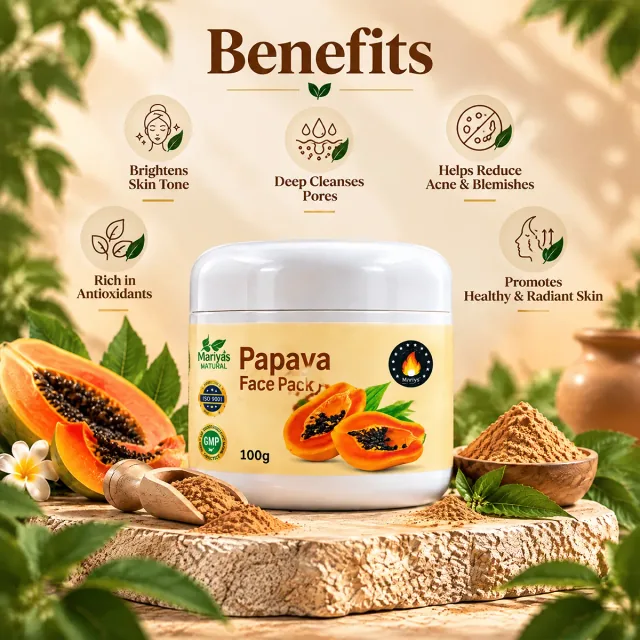 Benefits
Brightens
Skin Tone
Deep Cleanses
Pores
Helps Reduce
Acne & Blemishes
Rich in
Antioxidants
Promotes
Healthy & Radiant Skin
Mariya's
NATURAL
Papava
Face Pack
ISO 9001
GMP
100g